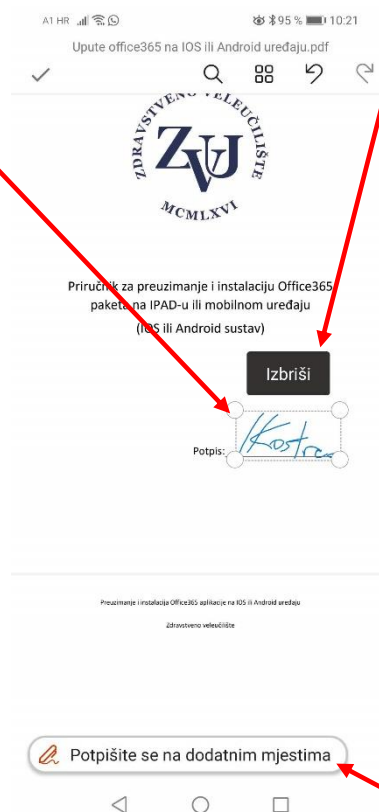 A1 HR 95 % 10:21
Upute office365 na IOS ili Android uređaju.pdf
ZDRAVSTVENO VELEUČILIŠTE
ZVU
MCMLXVI
Priručnik za preuzimanje i instalaciju Office365
paketa na IPAD-u ili mobilnom uređaju
(IOS ili Android sustav)
Izbriši
Potpis:
Preuzimanje i instalacija Office365 aplikacije na IOS ili Android uređaju
Zdravstveno veleučilište
Potpišite se na dodatnim mjestima